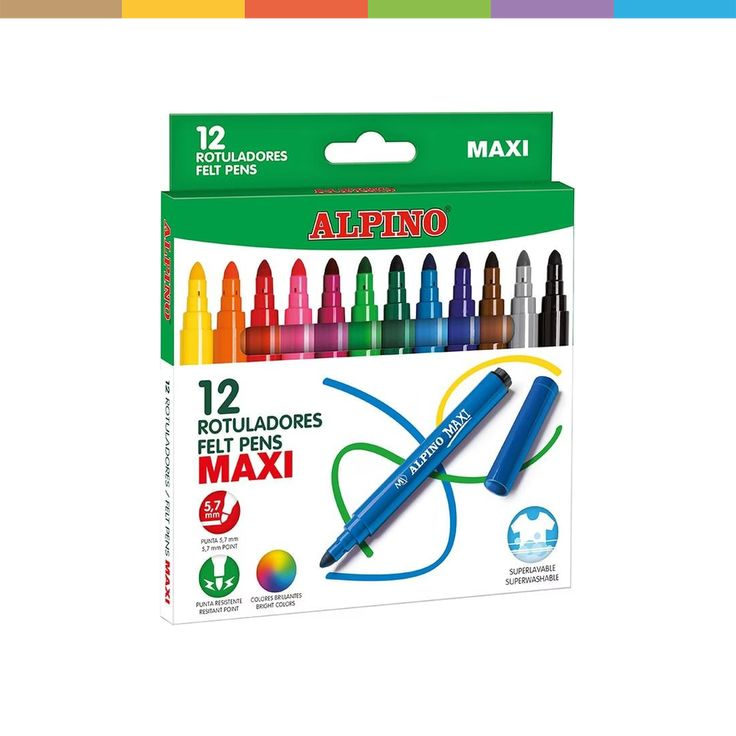 12
ROTULADORES
FELT PENS
MAXI
ALPINO®
ALPINO
12 ROTULADORES / FELT PENS MAXI
12
ROTULADORES
FELT PENS
MAXI
ALPINO MAXI
5,7
mm
PUNTA 5,7 mm
5,7 mm POINT
PUNTA RESISTENTE
RESITANT POINT
COLORES BRILLANTES
BRIGHT COLORS
SUPERLAVABLE
SUPERWASHABLE